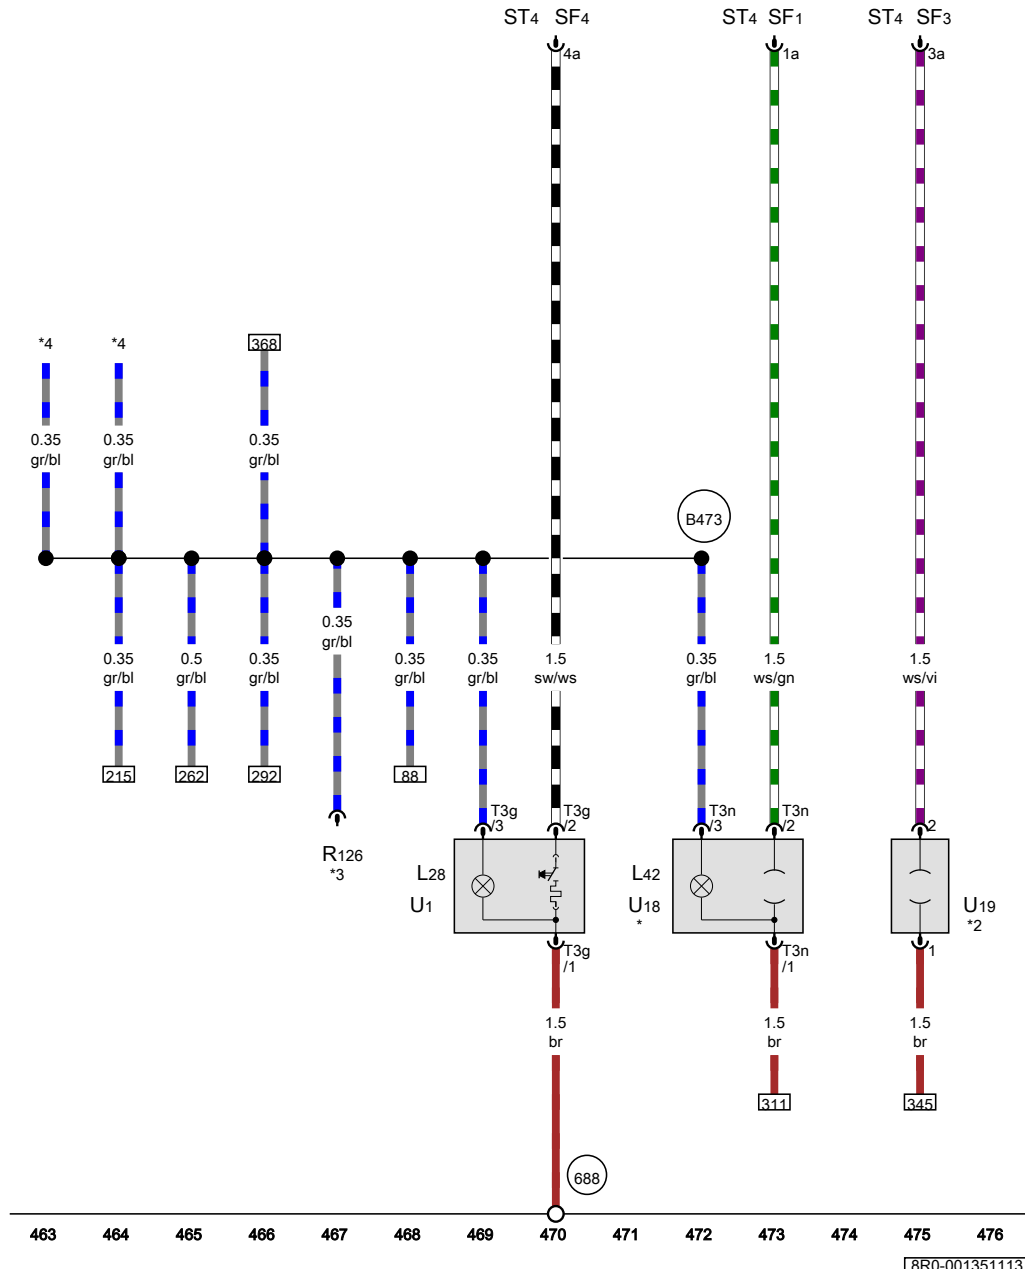 ST4 SF4
ST4 SF1
ST4 SF3
4a
1a
3a
*4
*4
368
0.35
gr/bl
0.35
gr/bl
0.35
gr/bl
B473
0.35
gr/bl
0.35
gr/bl
0.5
gr/bl
0.35
gr/bl
0.35
gr/bl
0.35
gr/bl
1.5
sw/ws
0.35
gr/bl
1.5
ws/gn
1.5
ws/vi
215
262
292
88
T3g
/3
T3g
/2
T3n
/3
T3n
/2
2
R126
*3
L28
U1
L42
U18
*
U19
*2
T3g
/1
T3n
/1
1
1.5
br
1.5
br
1.5
br
311
345
688
463 464 465 466 467 468 469 470 471 472 473 474 475 476
8R0-001351113